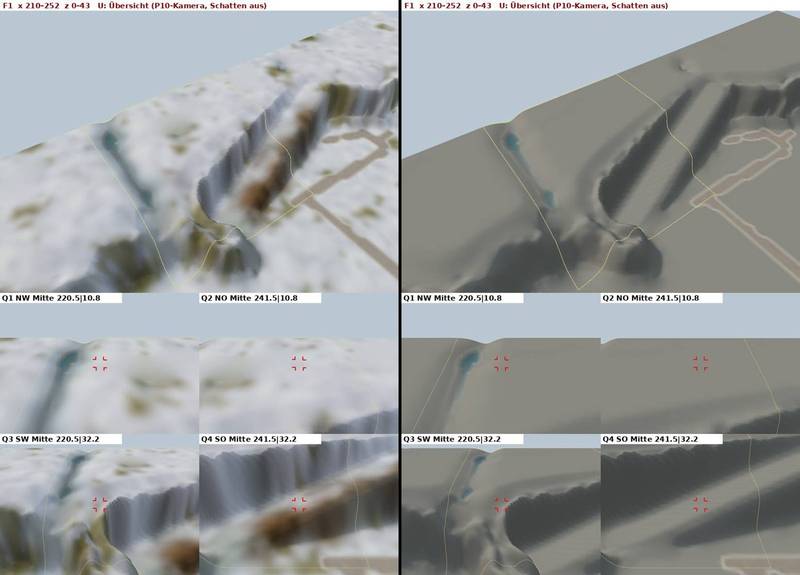 F1 x 210-252 z 0-43 U: Übersicht (P10-Kamera, Schatten aus)
F1 x 210-252 z 0-43 U: Übersicht (P10-Kamera, Schatten aus)
Q1 NW Mitte 220.5|10.8
Q2 NO Mitte 241.5|10.8
Q1 NW Mitte 220.5|10.8
Q2 NO Mitte 241.5|10.8
Q3 SW Mitte 220.5|32.2
Q4 SO Mitte 241.5|32.2
Q3 SW Mitte 220.5|32.2
Q4 SO Mitte 241.5|32.2